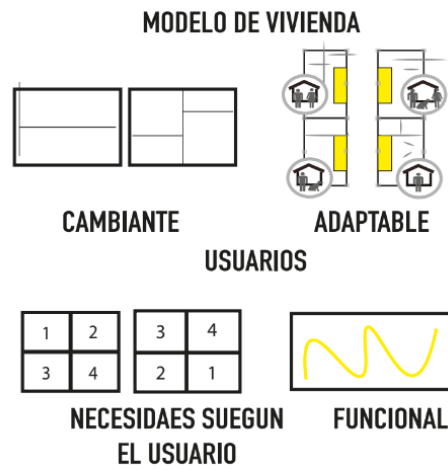 MODELO DE VIVIENDA
CAMBIANTE
ADAPTABLE
USUARIOS
1 2
3 4
3 4
2 1
NECESIDAES SUEGUN
EL USUARIO
FUNCIONAL